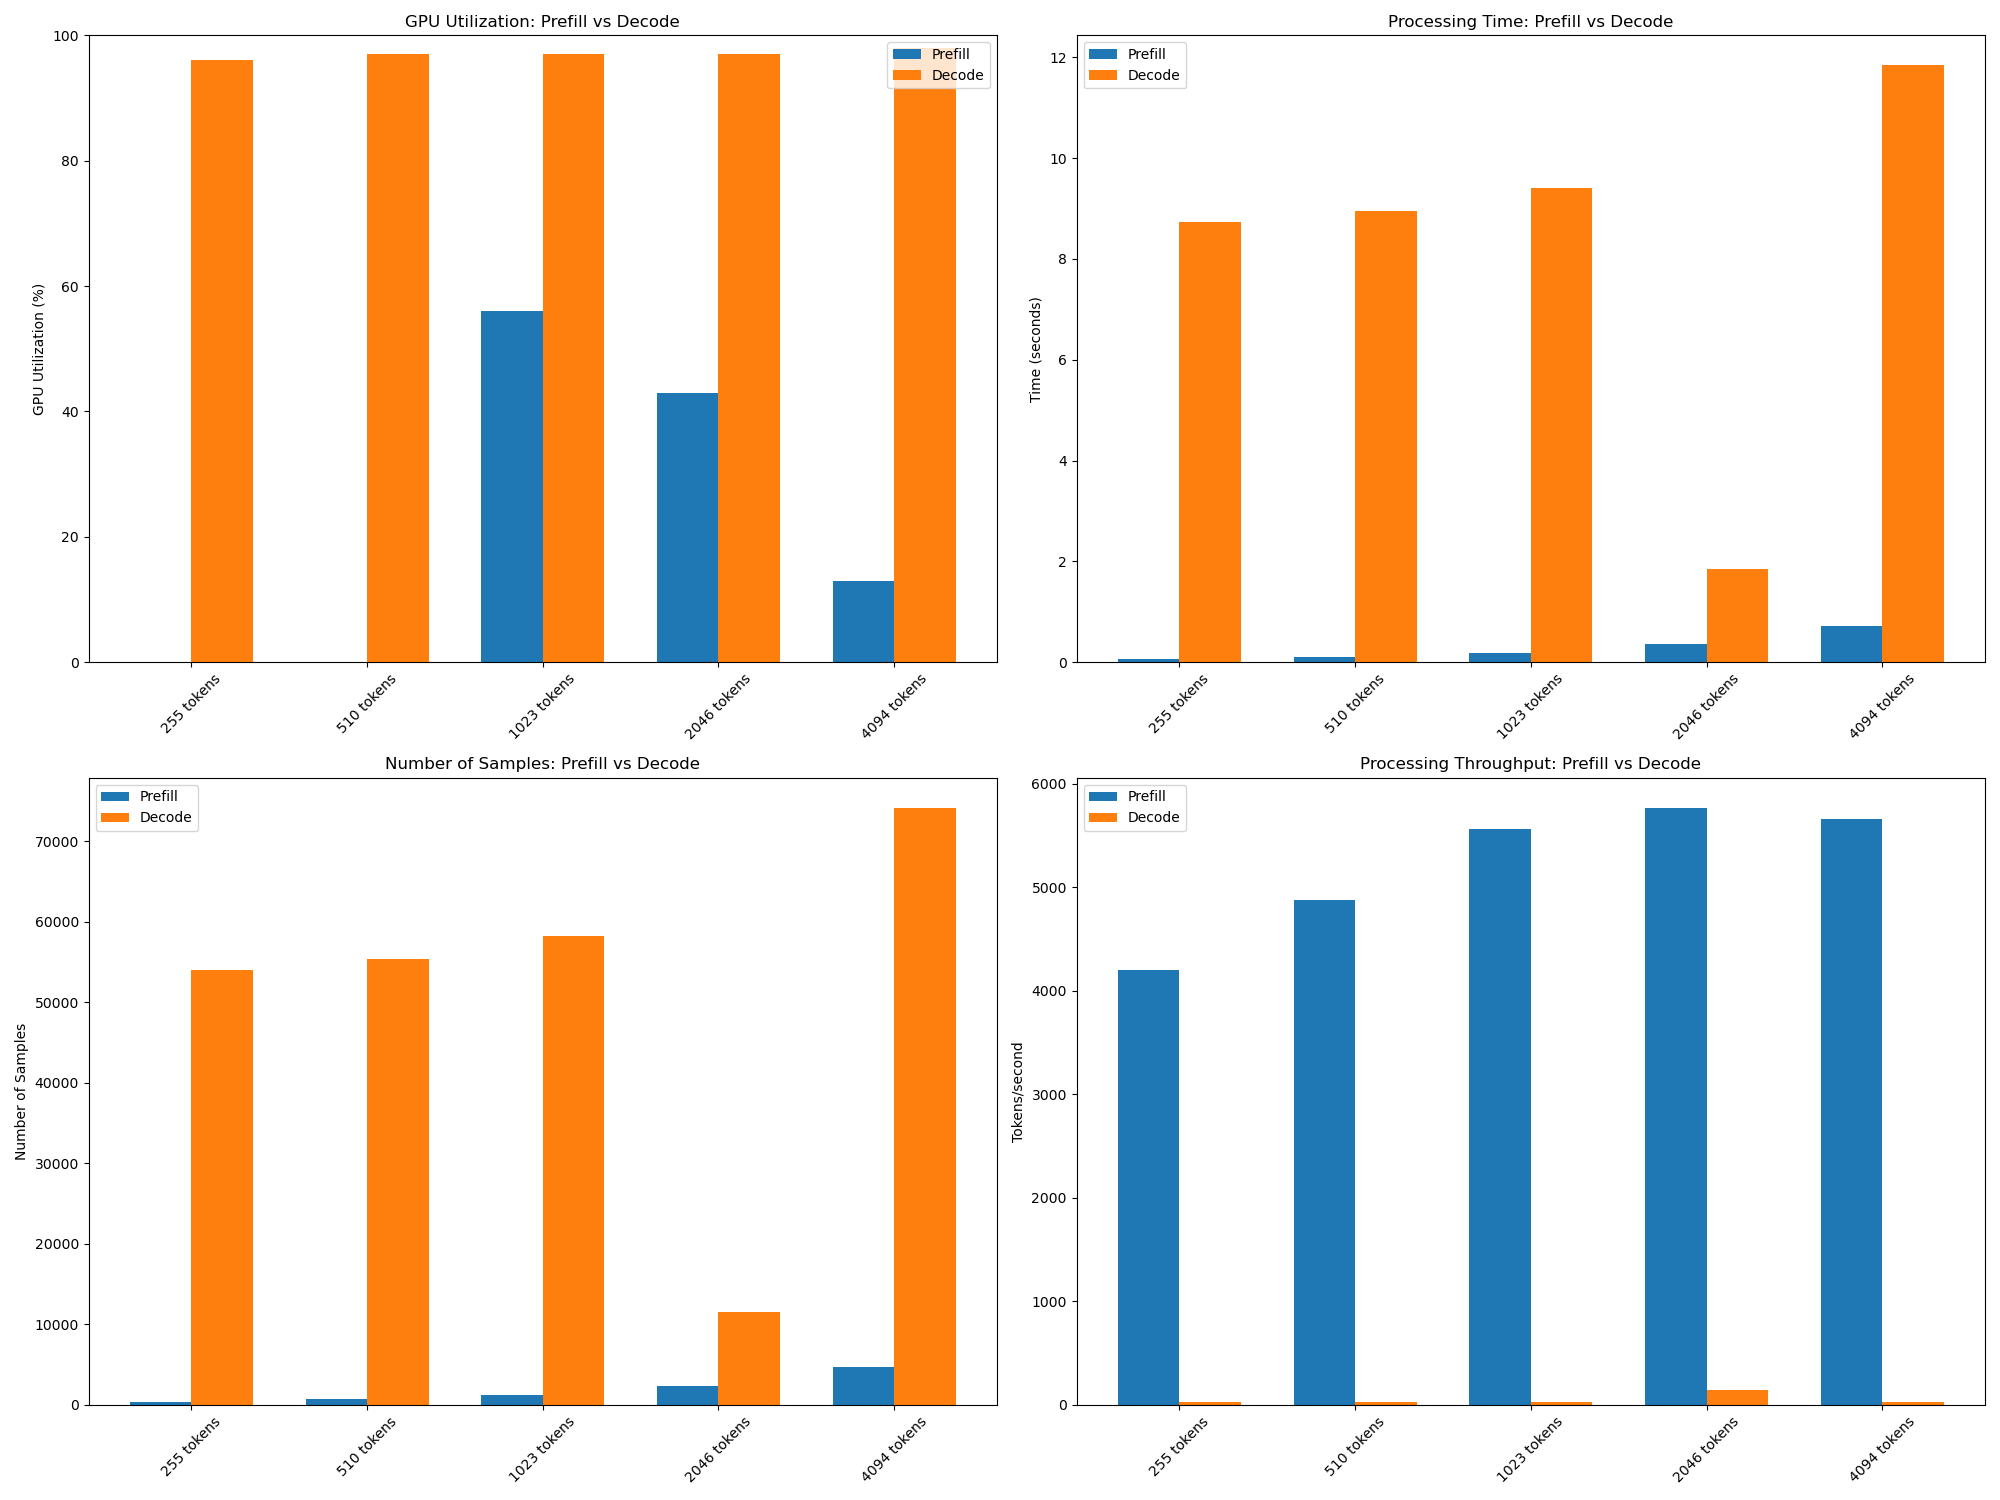 GPU Utilization: Prefill vs Decode
100
80
60
40
20
0
GPU Utilization (%)
Prefill
Decode
255 tokens
510 tokens
1023 tokens
2046 tokens
4094 tokens
Processing Time: Prefill vs Decode
12
10
8
6
4
2
0
Time (seconds)
Prefill
Decode
255 tokens
510 tokens
1023 tokens
2046 tokens
4094 tokens
Number of Samples: Prefill vs Decode
70000
60000
50000
40000
30000
20000
10000
0
Number of Samples
Prefill
Decode
255 tokens
510 tokens
1023 tokens
2046 tokens
4094 tokens
Processing Throughput: Prefill vs Decode
6000
5000
4000
3000
2000
1000
0
Tokens/second
Prefill
Decode
255 tokens
510 tokens
1023 tokens
2046 tokens
4094 tokens